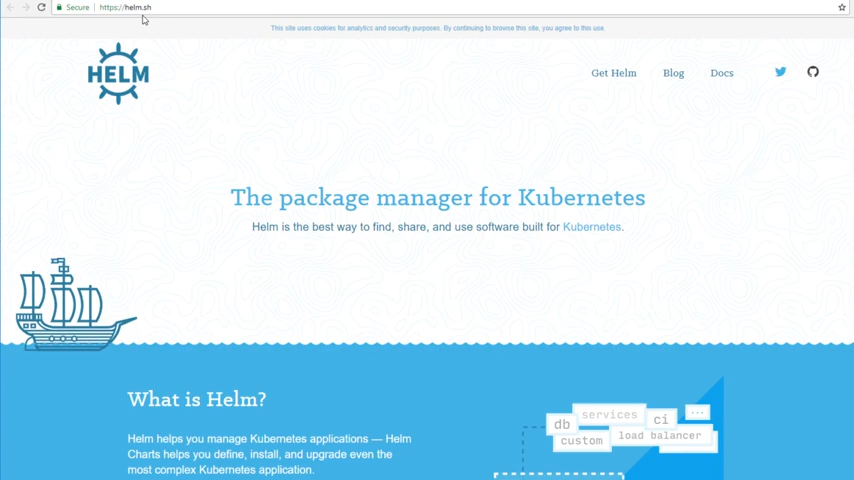 Secure | https://helm.sh
This site uses cookies for analytics and security purposes. By continuing to browse this site, you agree to this use.
HELM
Get Helm Blog Docs
The package manager for Kubernetes
Helm is the best way to find, share, and use software built for Kubernetes.
What is Helm?
Helm helps you manage Kubernetes applications — Helm
Charts helps you define, install, and upgrade even the
most complex Kubernetes application.
services
db
ci
...
custom
load balancer